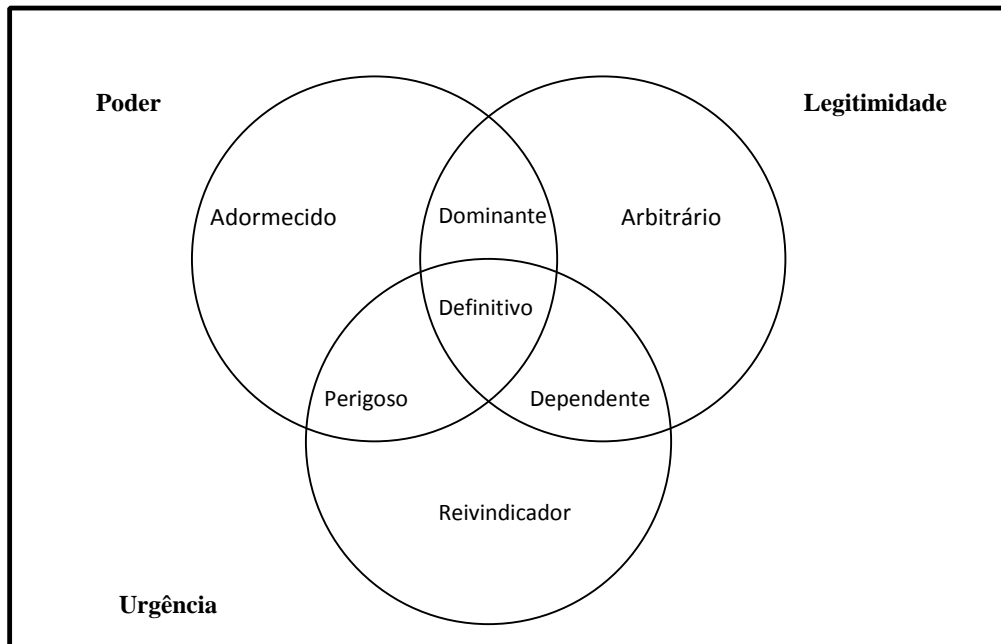 Poder
Legitimidade
Adormecido
Dominante
Arbitrário
Definitivo
Perigoso
Dependente
Reivindicador
Urgência